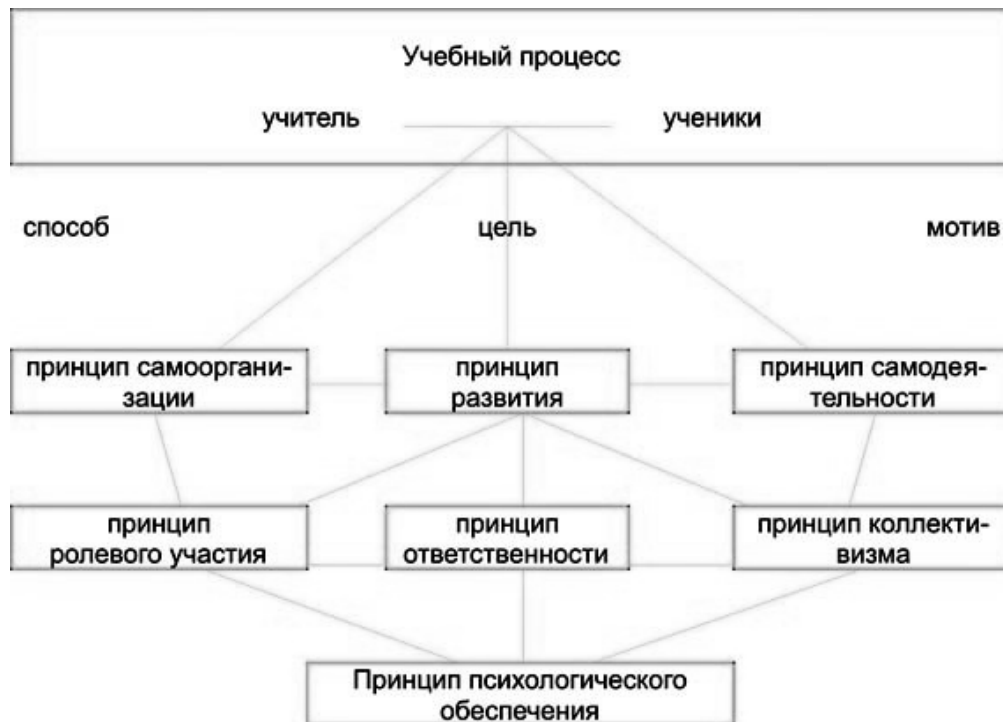 Учебный процесс
учитель ученики
способ цель мотив
принцип самооргани-
зации
принцип
развития
принцип самодея-
тельности
принцип
ролевого участия
принцип
ответственности
принцип коллекти-
визма
Принцип психологического
обеспечения